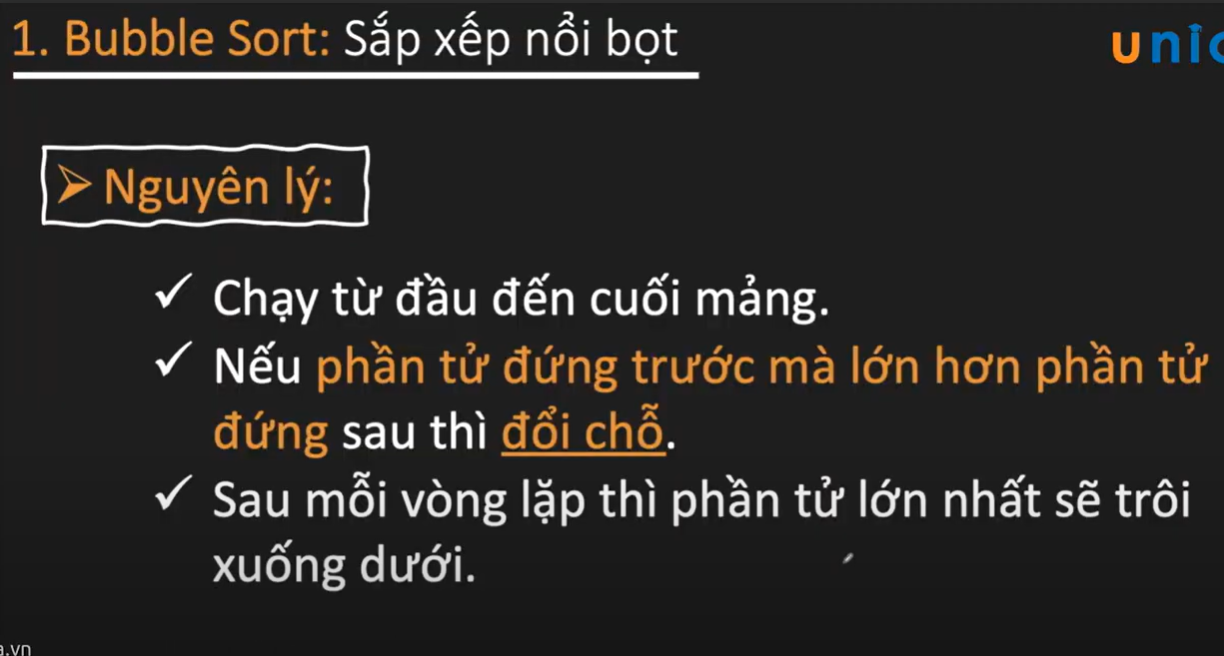 1. Bubble Sort: Sắp xếp nổi bọt
➢ Nguyên lý:
✓ Chạy từ đầu đến cuối mảng.
✓ Nếu phần tử đứng trước mà lớn hơn phần tử
đứng sau thì đổi chỗ.
✓ Sau mỗi vòng lặp thì phần tử lớn nhất sẽ trôi
xuống dưới.